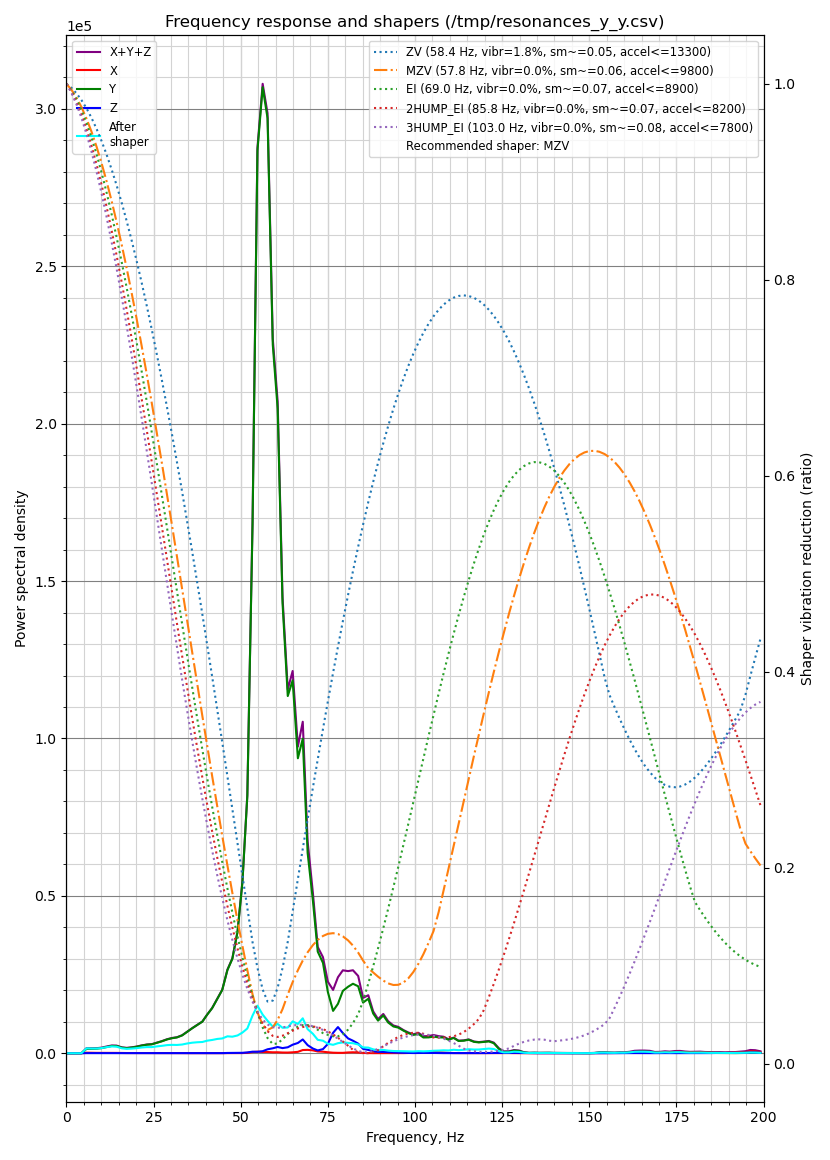 Frequency response and shapers (/tmp/resonances_y_y.csv)
1e5
X+Y+Z
X
Y
Z
After
shaper
ZV (58.4 Hz, vibr=1.8%, sm~=0.05, accel<=13300)
MZV (57.8 Hz, vibr=0.0%, sm~=0.06, accel<=9800)
EI (69.0 Hz, vibr=0.0%, sm~=0.07, accel<=8900)
2HUMP_EI (85.8 Hz, vibr=0.0%, sm~=0.07, accel<=8200)
3HUMP_EI (103.0 Hz, vibr=0.0%, sm~=0.08, accel<=7800)
Recommended shaper: MZV
Power spectral density
3.0
2.5
2.0
1.5
1.0
0.5
0.0
1.0
0.8
0.6
0.4
0.2
0.0
Shaper vibration reduction (ratio)
0 25 50 75 100 125 150 175 200
Frequency, Hz